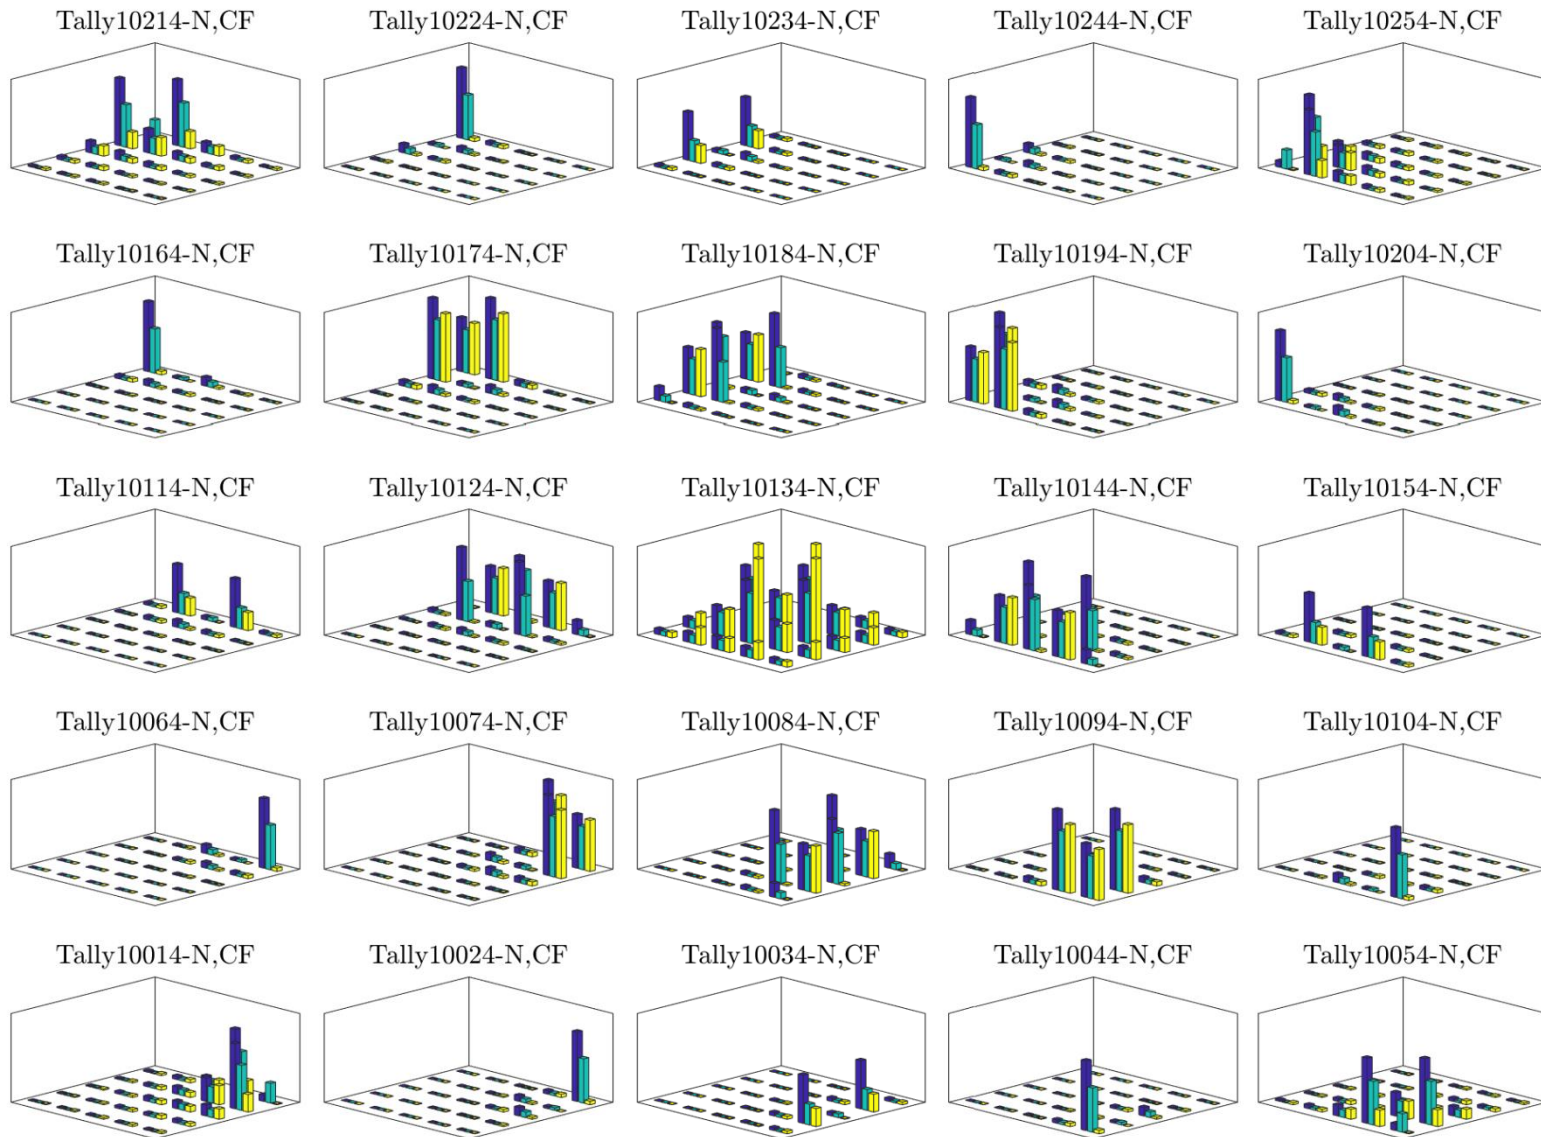 Tally10214-N,CF
Tally10224-N,CF
Tally10234-N,CF
Tally10244-N,CF
Tally10254-N,CF
Tally10164-N,CF
Tally10174-N,CF
Tally10184-N,CF
Tally10194-N,CF
Tally10204-N,CF
Tally10114-N,CF
Tally10124-N,CF
Tally10134-N,CF
Tally10144-N,CF
Tally10154-N,CF
Tally10064-N,CF
Tally10074-N,CF
Tally10084-N,CF
Tally10094-N,CF
Tally10104-N,CF
Tally10014-N,CF
Tally10024-N,CF
Tally10034-N,CF
Tally10044-N,CF
Tally10054-N,CF